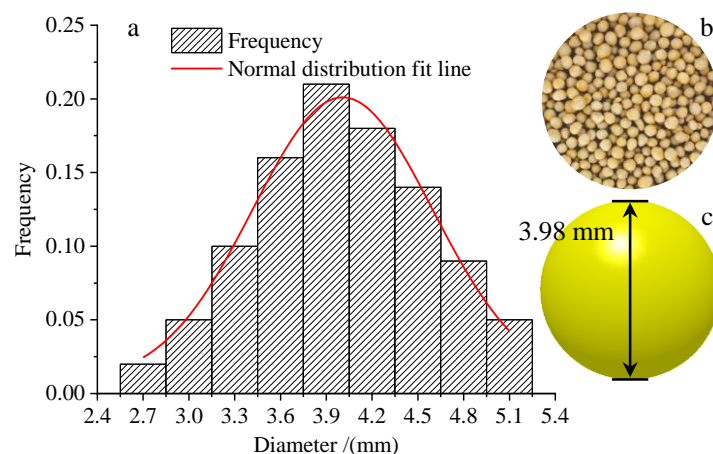 a
Frequency
Normal distribution fit line
0.25
0.20
0.15
0.10
0.05
0.00
Frequency
2.4 2.7 3.0 3.3 3.6 3.9 4.2 4.5 4.8 5.1 5.4
Diameter /(mm)
b
c
3.98 mm